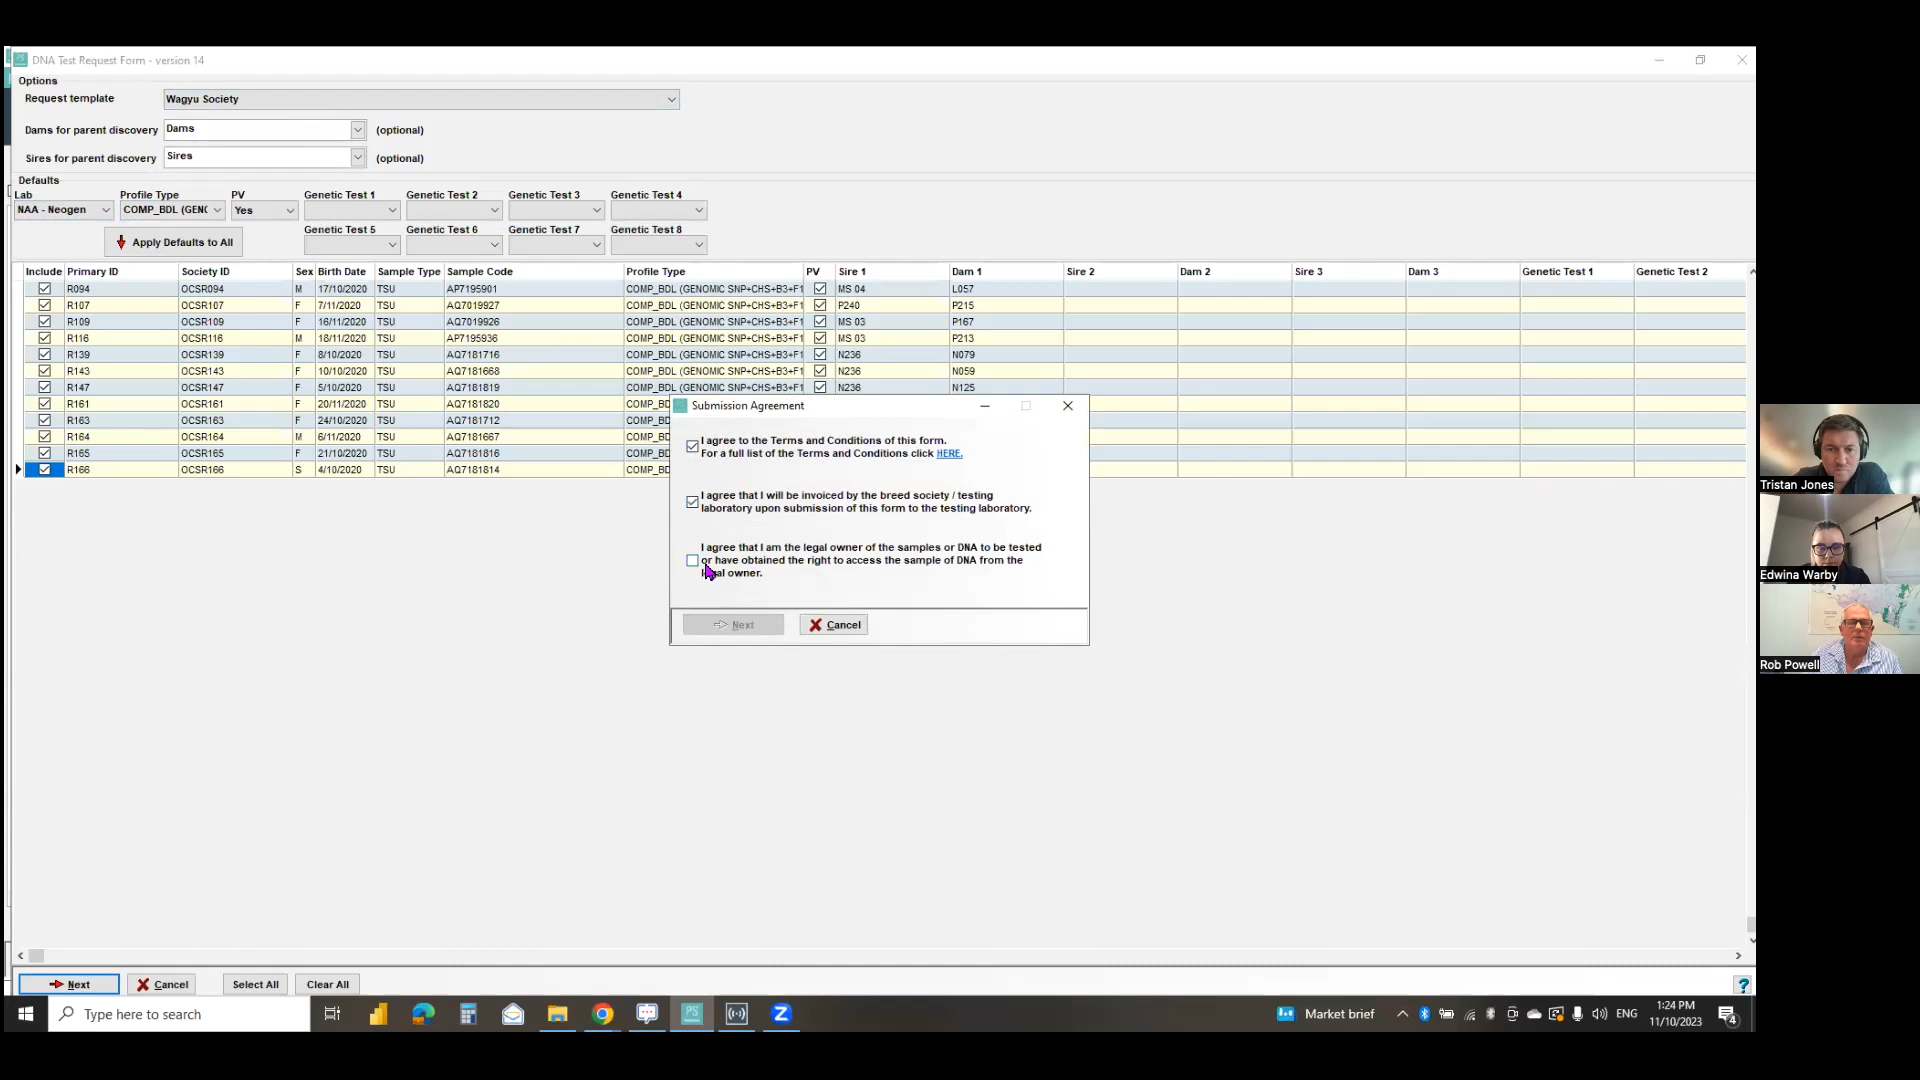 DNA Test Request Form - version 14
Options
Request template Wagyu Society
Dams for parent discovery Dams (optional)
Sires for parent discovery Sires (optional)
Defaults
Lab Profile Type PV Genetic Test 1 Genetic Test 2 Genetic Test 3 Genetic Test 4
NAA - Neogen COMP_BDL (GENC Yes
Genetic Test 5 Genetic Test 6 Genetic Test 7 Genetic Test 8
Apply Defaults to All
Include Primary ID Society ID Sex Birth Date Sample Type Sample Code Profile Type PV Sire 1 Dam 1 Sire 2 Dam 2 Sire 3 Dam 3 Genetic Test 1 Genetic Test 2
R094 OCSR094 M 17/10/2020 TSU AP7195901 COMP_BDL (GENOMIC SNP+CHS+B3+F1 MS 04 L057
R107 OCSR107 F 7/11/2020 TSU AQ7019927 COMP_BDL (GENOMIC SNP+CHS+B3+F1 P240 P215
R109 OCSR109 F 16/11/2020 TSU AQ7019926 COMP_BDL (GENOMIC SNP+CHS+B3+F1 MS 03 P167
R116 OCSR116 M 18/11/2020 TSU AP7195936 COMP_BDL (GENOMIC SNP+CHS+B3+F1 MS 03 P213
R139 OCSR139 F 8/10/2020 TSU AQ7181716 COMP_BDL (GENOMIC SNP+CHS+B3+F1 N236 N079
R143 OCSR143 F 10/10/2020 TSU AQ7181668 COMP_BDL (GENOMIC SNP+CHS+B3+F1 N236 N059
R147 OCSR147 F 5/10/2020 TSU AQ7181819 COMP_BDL (GENOMIC SNP+CHS+B3+F1 N236 N125
R161 OCSR161 F 20/11/2020 TSU AQ7181820 COMP_BD
R163 OCSR163 F 24/10/2020 TSU AQ7181712 COMP_BD
R164 OCSR164 M 6/11/2020 TSU AQ7181667 COMP_BD
R165 OCSR165 F 21/10/2020 TSU AQ7181816 COMP_BD
R166 OCSR166 S 4/10/2020 TSU AQ7181814 COMP_BD
Submission Agreement
I agree to the Terms and Conditions of this form.
For a full list of the Terms and Conditions click HERE.
I agree that I will be invoiced by the breed society / testing
laboratory upon submission of this form to the testing laboratory.
I agree that I am the legal owner of the samples or DNA to be tested
or have obtained the right to access the sample of DNA from the
legal owner.
Next Cancel
Tristan Jones
Edwina Warby
Rob Powell
Next Cancel Select All Clear All ?
Type here to search PS Market brief ENG 1:24 PM
11/10/2023 4